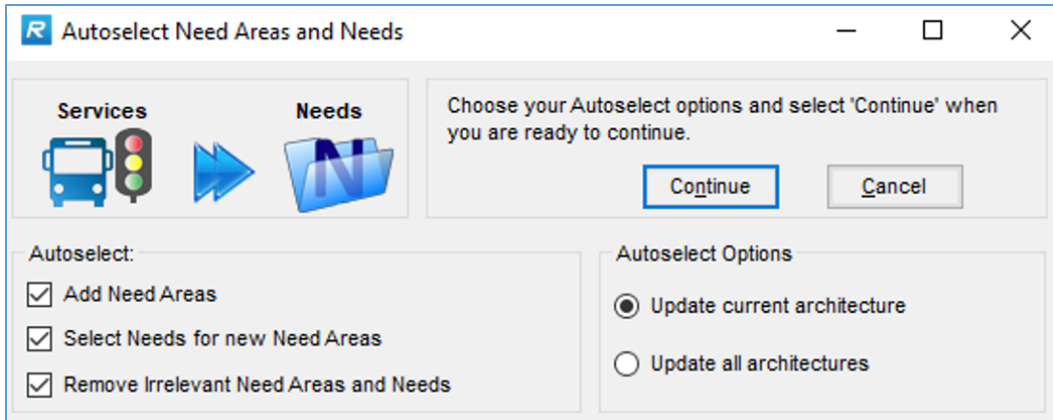 R Autoselect Need Areas and Needs
Services
Needs
N
Choose your Autoselect options and select 'Continue' when
you are ready to continue.
Continue
Cancel
Autoselect:
Add Need Areas
Select Needs for new Need Areas
Remove Irrelevant Need Areas and Needs
Autoselect Options
Update current architecture
Update all architectures